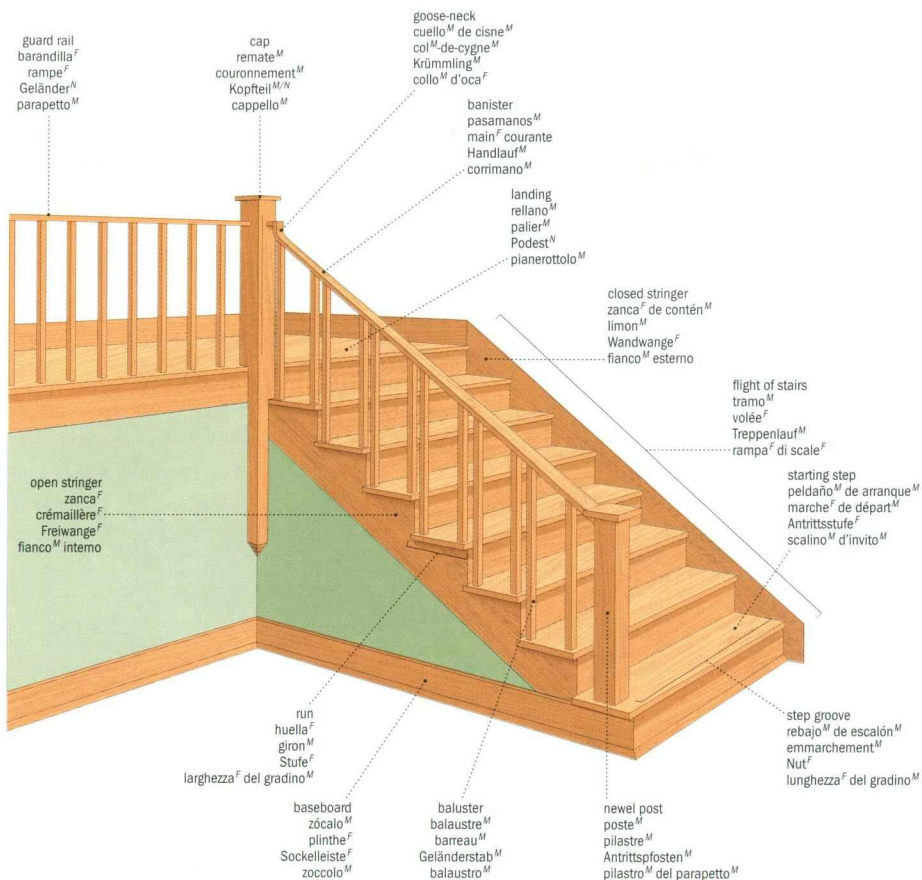 goose-neck
cuello^M de cisne^M
col^M-de-cygne^M
Krümmling^M
collo^M d'oca^F
guard rail
barandilla^F
rampe^F
Geländer^N
parapetto^M
cap
remate^M
couronnement^M
Kopfteil^M/N
cappello^M
banister
pasamanos^M
main^F courante
Handlauf^M
corrimano^M
landing
rellano^M
palier^M
Podest^N
pianerottolo^M
closed stringer
zanca^F de contén^M
limon^M
Wandwange^F
fianco^M esterno
flight of stairs
tramo^M
volée^F
Treppenlauf^M
rampa^F di scale^F
starting step
peldaño^M de arranque^M
marche^F de départ^M
Antrittsstufe^F
scalino^M d'invito^M
open stringer
zanca^F
crémaillère^F
Freiwange^F
fianco^M interno
run
huella^F
giron^M
Stufe^F
larghezza^F del gradino^M
step groove
rebajo^M de escalón^M
emmarchement^M
Nut^F
lunghezza^F del gradino^M
baseboard
zócalo^M
plinthe^F
Sockelleiste^F
zoccolo^M
baluster
balaustre^M
barreau^M
Geländerstab^M
balaustro^M
newel post
poste^M
pilastre^M
Antrittspfosten^M
pilastro^M del parapetto^M